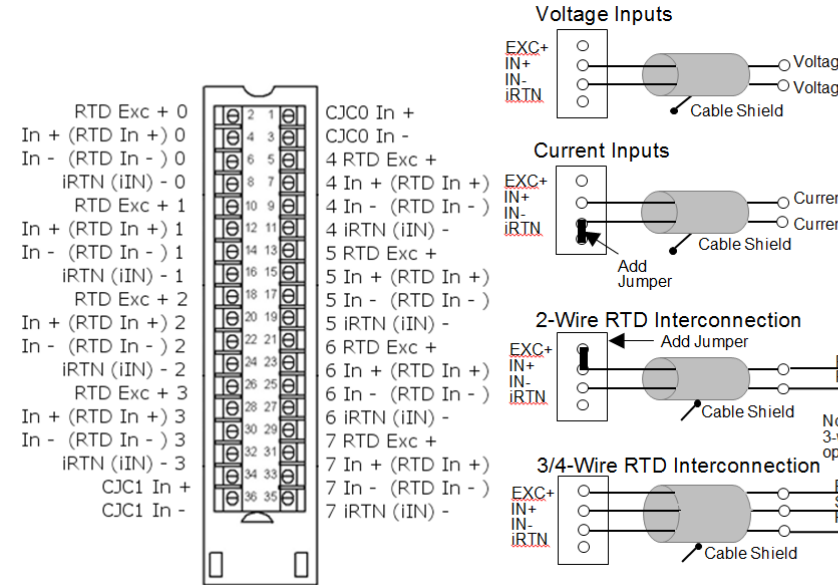 Voltage Inputs
EXC+
IN+
IN-
iRTN
Cable Shield
Current Inputs
EXC+
IN+
IN-
iRTN
Cable Shield
Add
Jumper
2-Wire RTD Interconnection
Add Jumper
EXC+
IN+
IN-
iRTN
Cable Shield
3/4-Wire RTD Interconnection
EXC+
IN+
IN-
iRTN
Cable Shield
RTD Exc + 0
In + (RTD In +) 0
In - (RTD In - ) 0
iRTN (iIN) - 0
RTD Exc + 1
In + (RTD In +) 1
In - (RTD In - ) 1
iRTN (iIN) - 1
RTD Exc + 2
In + (RTD In +) 2
In - (RTD In - ) 2
iRTN (iIN) - 2
RTD Exc + 3
In + (RTD In +) 3
In - (RTD In - ) 3
iRTN (iIN) - 3
CJC1 In +
CJC1 In -
2 1
4 3
6 5
8 7
10 9
12 11
14 13
16 15
18 17
20 19
22 21
24 23
26 25
28 27
30 29
32 31
34 33
36 35
CJC0 In +
CJC0 In -
4 RTD Exc +
4 In + (RTD In +)
4 In - (RTD In - )
4 iRTN (iIN) -
5 RTD Exc +
5 In + (RTD In +)
5 In - (RTD In - )
5 iRTN (iIN) -
6 RTD Exc +
6 In + (RTD In +)
6 In - (RTD In - )
6 iRTN (iIN) -
7 RTD Exc +
7 In + (RTD In +)
7 In - (RTD In - )
7 iRTN (iIN) -